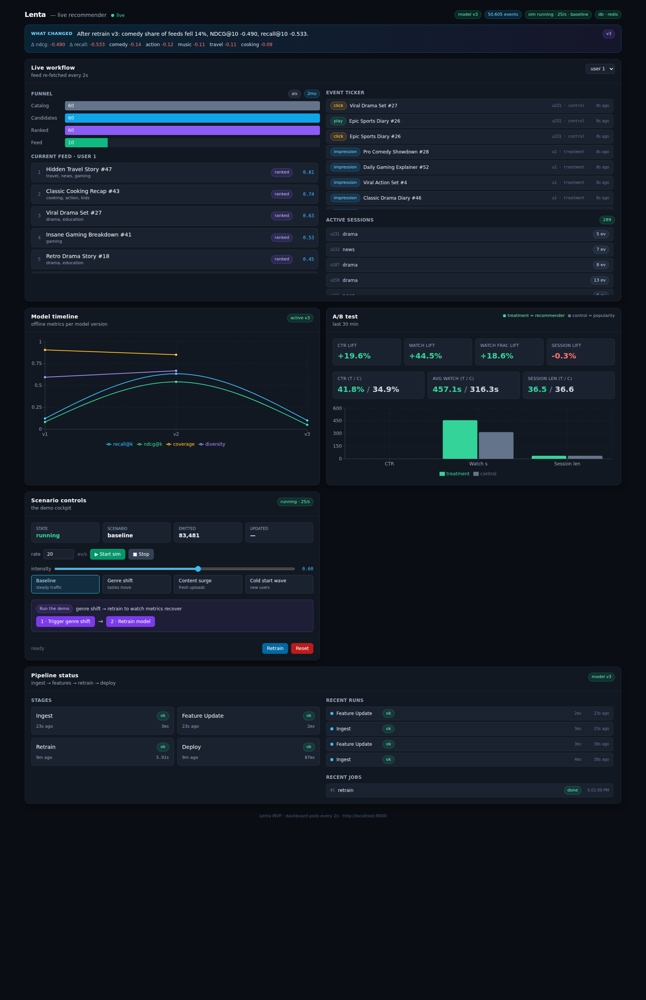 Lenta — live recommender live
model v3 50,605 events sim running · 25/s · baseline db · redis
WHAT CHANGED After retrain v3: comedy share of feeds fell 14%, NDCG@10 -0.490, recall@10 -0.533.
v3
Δ ndcg: -0.490 Δ recall: -0.533 comedy -0.14 action -0.12 music -0.11 travel -0.11 cooking -0.09
Live workflow
feed re-fetched every 2s
user 1
FUNNEL als 2ms
Catalog 60
Candidates 60
Ranked 60
Feed 10
CURRENT FEED · USER 1
1 Hidden Travel Story #47 ranked 0.81
travel, news, gaming
2 Classic Cooking Recap #43 ranked 0.74
cooking, action, kids
3 Viral Drama Set #27 ranked 0.63
drama, education
4 Insane Gaming Breakdown #41 ranked 0.53
gaming
5 Retro Drama Story #18 ranked 0.45
drama, education
EVENT TICKER
click Viral Drama Set #27 u231 · control 8s ago
play Epic Sports Diary #26 u231 · control 8s ago
click Epic Sports Diary #26 u231 · control 8s ago
impression Pro Comedy Showdown #28 u1 · treatment 8s ago
impression Daily Gaming Explainer #52 u1 · treatment 8s ago
impression Viral Action Set #4 u1 · treatment 8s ago
impression Classic Drama Diary #46 u1 · treatment 8s ago
ACTIVE SESSIONS 289
u231 drama 5 ev
u112 news 7 ev
u187 drama 8 ev
u159 drama 13 ev
Model timeline
offline metrics per model version
active v3
1
0.75
0.5
0.25
0
v1 v2 v3
recall@k ndcg@k coverage diversity
A/B test
last 30 min
treatment = recommender control = popularity
CTR LIFT
+19.6%
WATCH LIFT
+44.5%
WATCH FRAC LIFT
+18.6%
SESSION LIFT
-0.3%
CTR (T / C)
41.8% / 34.9%
AVG WATCH (T / C)
457.1s / 316.3s
SESSION LEN (T / C)
36.5 / 36.6
600
450
300
150
0
CTR Watch s Session len
treatment control
Scenario controls
the demo cockpit
running · 25/s
STATE
running
SCENARIO
baseline
EMITTED
83,481
UPDATED
—
rate 20 ev/s ▶ Start sim ■ Stop
intensity 0.60
Baseline
steady traffic
Genre shift
tastes move
Content surge
fresh uploads
Cold start wave
new users
Run the demo genre shift → retrain to watch metrics recover
1 · Trigger genre shift → 2 · Retrain model
ready Retrain Reset
Pipeline status
ingest → features → retrain → deploy
model v3
STAGES
Ingest ok
23s ago 3ms
Feature Update ok
23s ago 2ms
Retrain ok
9m ago 5.91s
Deploy ok
9m ago 87ms
RECENT RUNS
Feature Update ok 2ms 23s ago
Ingest ok 3ms 23s ago
Feature Update ok 3ms 38s ago
Ingest ok 4ms 38s ago
RECENT JOBS
#1 retrain done 5:01:09 PM
Lenta MVP · dashboard polls every 2s · http://localhost:8000